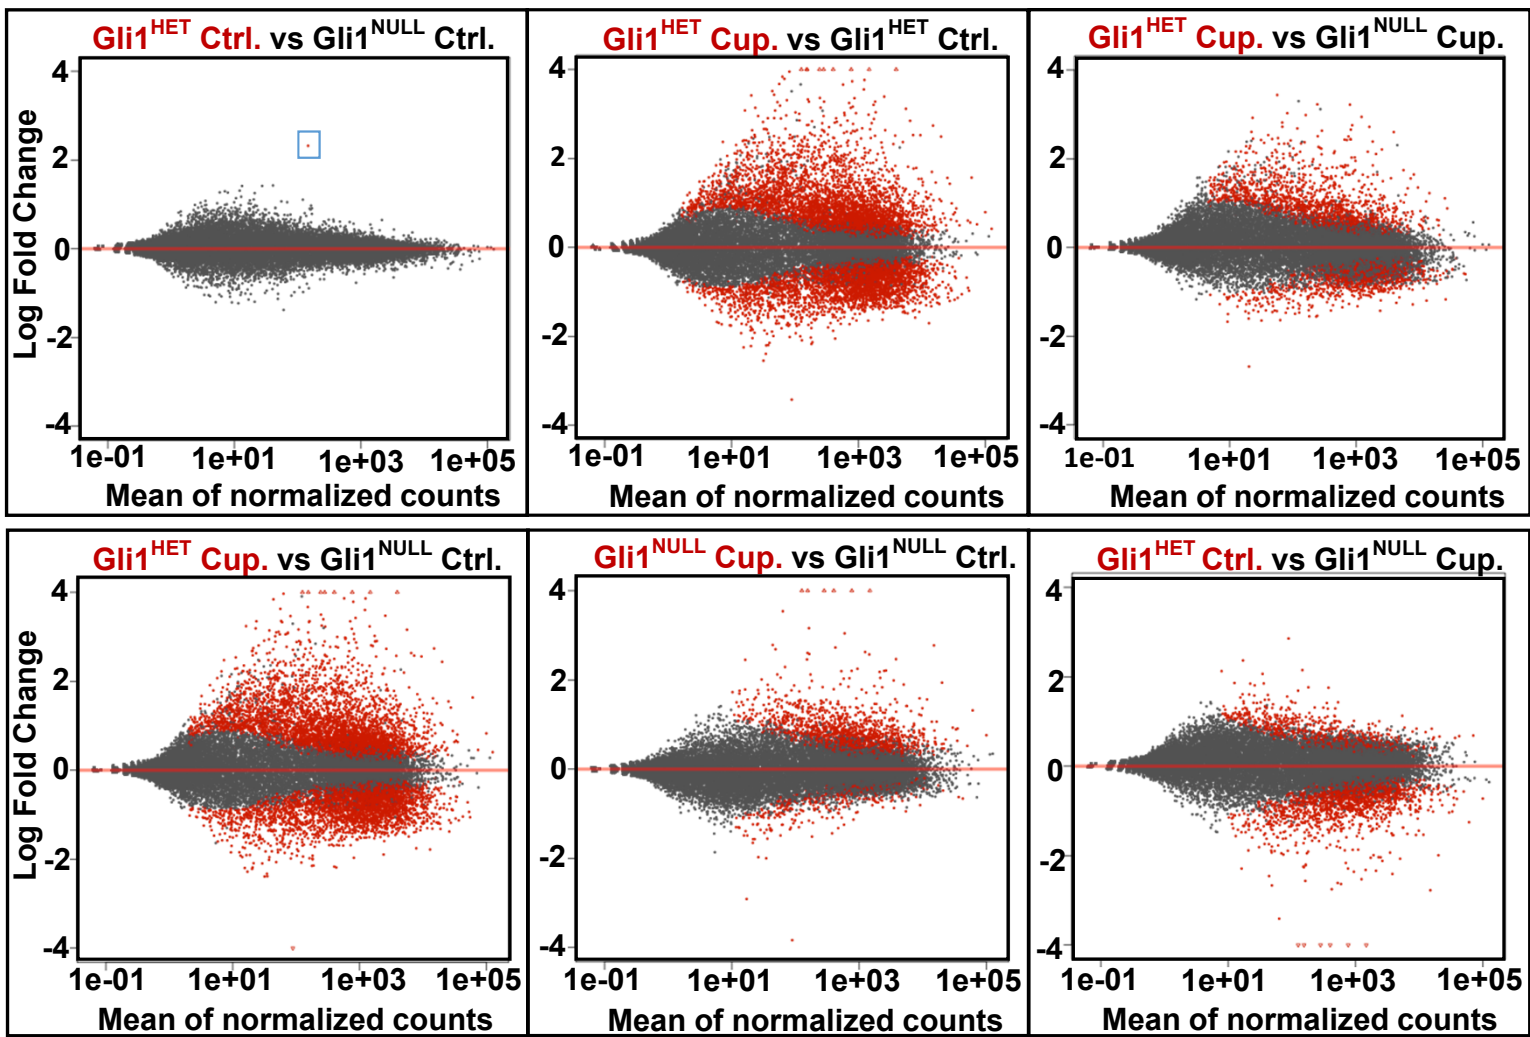 Gli1HET Ctrl. vs Gli1NULL Ctrl.
Gli1HET Cup. vs Gli1HET Ctrl.
Gli1HET Cup. vs Gli1NULL Cup.
Log Fold Change
4
2
0
-2
-4
1e-01 1e+01 1e+03 1e+05
Mean of normalized counts
4
2
0
-2
-4
1e-01 1e+01 1e+03 1e+05
Mean of normalized counts
4
2
0
-2
-4
1e-01 1e+01 1e+03 1e+05
Mean of normalized counts
Gli1HET Cup. vs Gli1NULL Ctrl.
Gli1NULL Cup. vs Gli1NULL Ctrl.
Gli1HET Ctrl. vs Gli1NULL Cup.
Log Fold Change
4
2
0
-2
-4
1e-01 1e+01 1e+03 1e+05
Mean of normalized counts
4
2
0
-2
-4
1e-01 1e+01 1e+03 1e+05
Mean of normalized counts
4
2
0
-2
-4
1e-01 1e+01 1e+03 1e+05
Mean of normalized counts